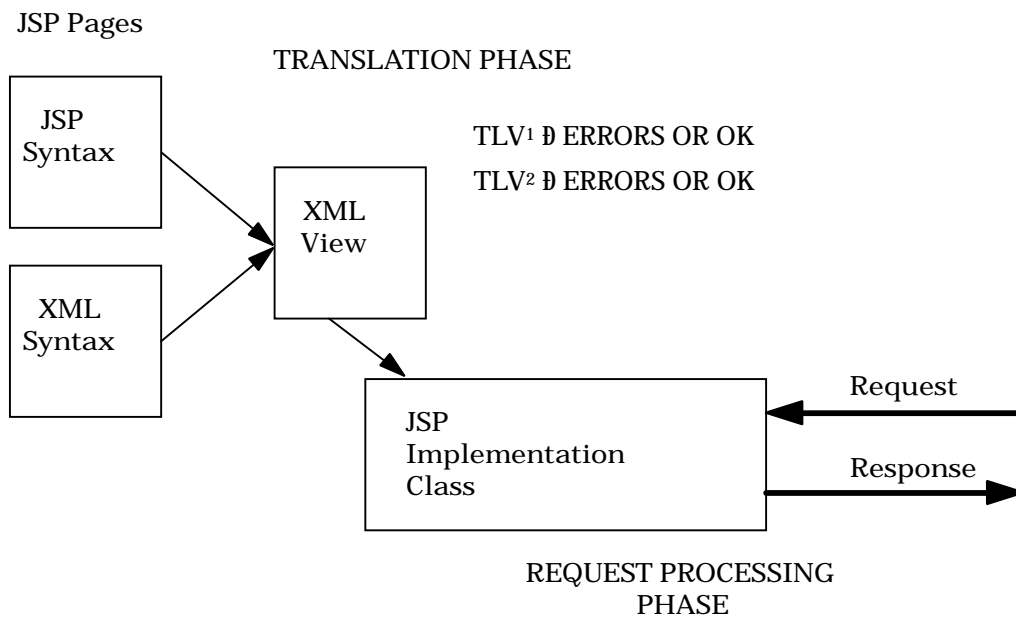 JSP Pages
TRANSLATION PHASE
JSP
Syntax
TLV¹ Ð ERRORS OR OK
TLV² Ð ERRORS OR OK
XML
View
XML
Syntax
JSP
Implementation
Class
Request
Response
REQUEST PROCESSING
PHASE